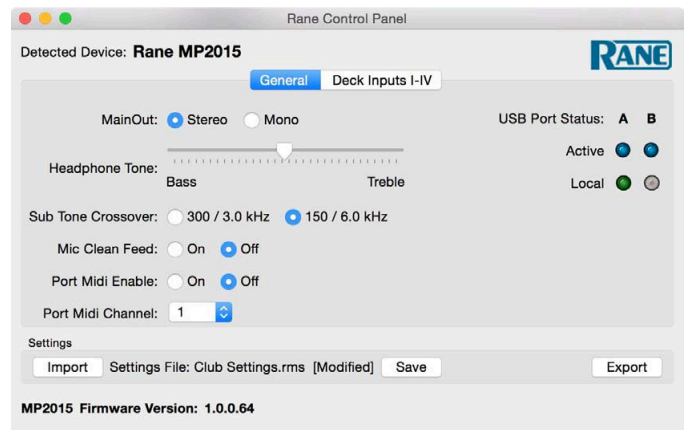 Rane Control Panel
Detected Device: Rane MP2015
RANE
General Deck Inputs I-IV
MainOut: Stereo Mono
USB Port Status: A B
Active
Headphone Tone:
Bass Treble
Local
Sub Tone Crossover: 300 / 3.0 kHz 150 / 6.0 kHz
Mic Clean Feed: On Off
Port Midi Enable: On Off
Port Midi Channel: 1
Settings
Import Settings File: Club Settings.rms [Modified] Save Export
MP2015 Firmware Version: 1.0.0.64